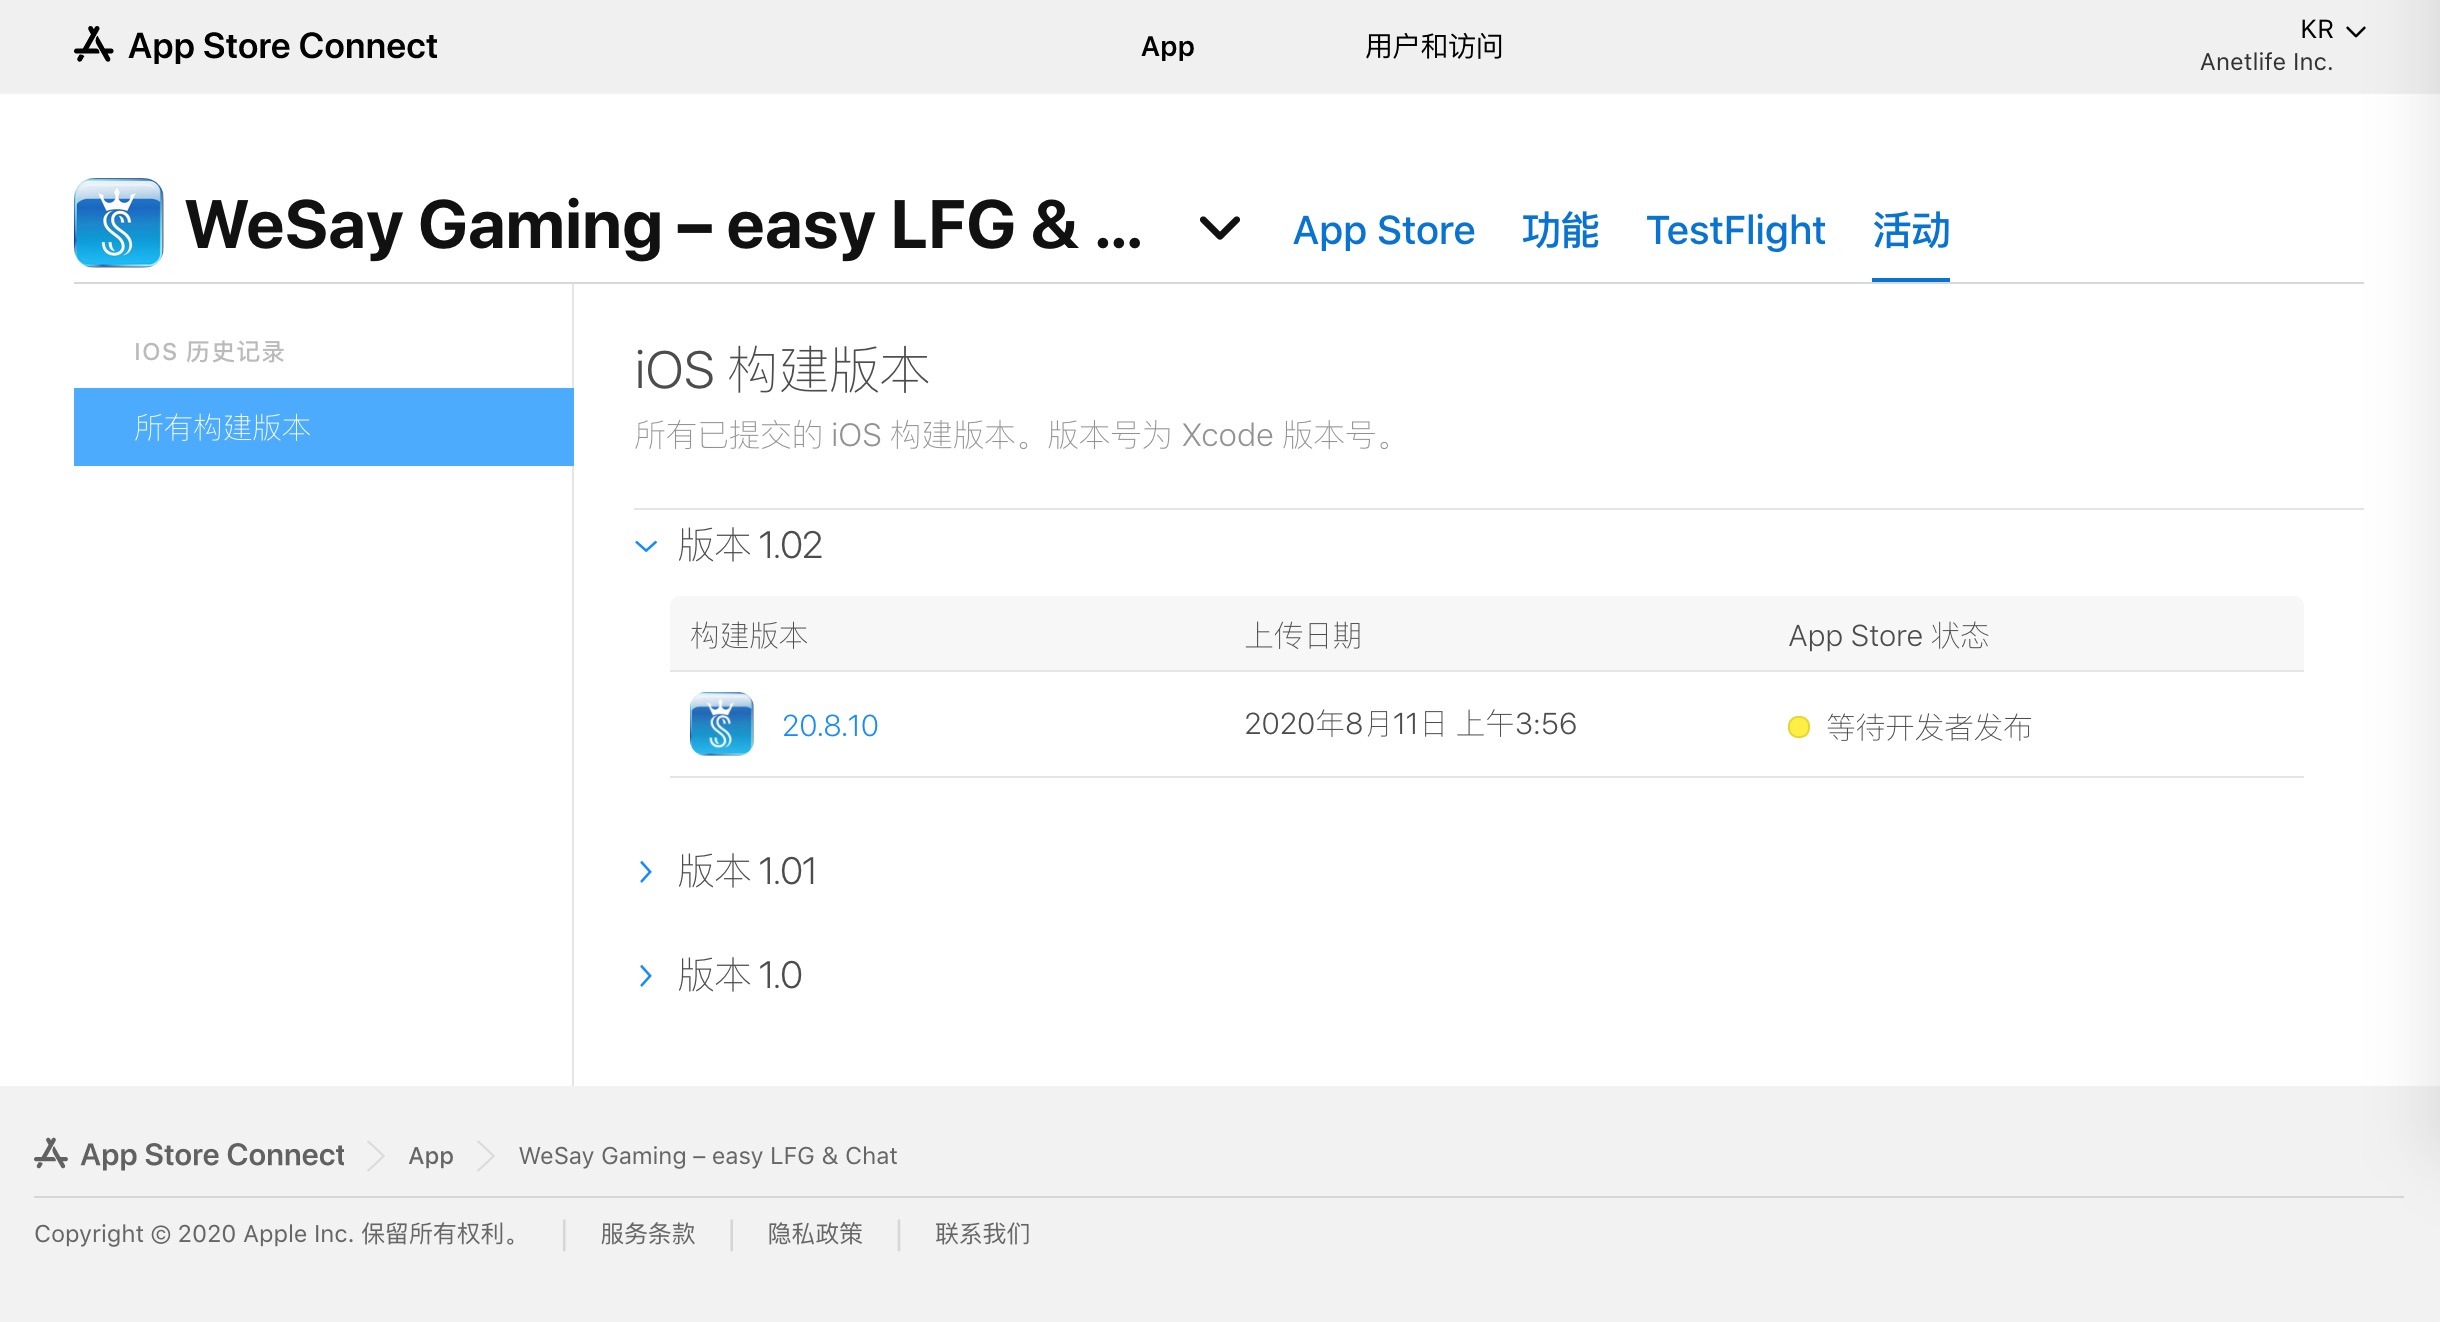 App Store Connect
App
用户和访问
KR
Anetlife Inc.
WeSay Gaming – easy LFG & ...
App Store
功能
TestFlight
活动
IOS 历史记录
所有构建版本
iOS 构建版本
所有已提交的 iOS 构建版本。版本号为 Xcode 版本号。
版本 1.02
构建版本
上传日期
App Store 状态
20.8.10
2020年8月11日 上午3:56
等待开发者发布
版本 1.01
版本 1.0
App Store Connect
App
WeSay Gaming – easy LFG & Chat
Copyright © 2020 Apple Inc. 保留所有权利。
服务条款
隐私政策
联系我们